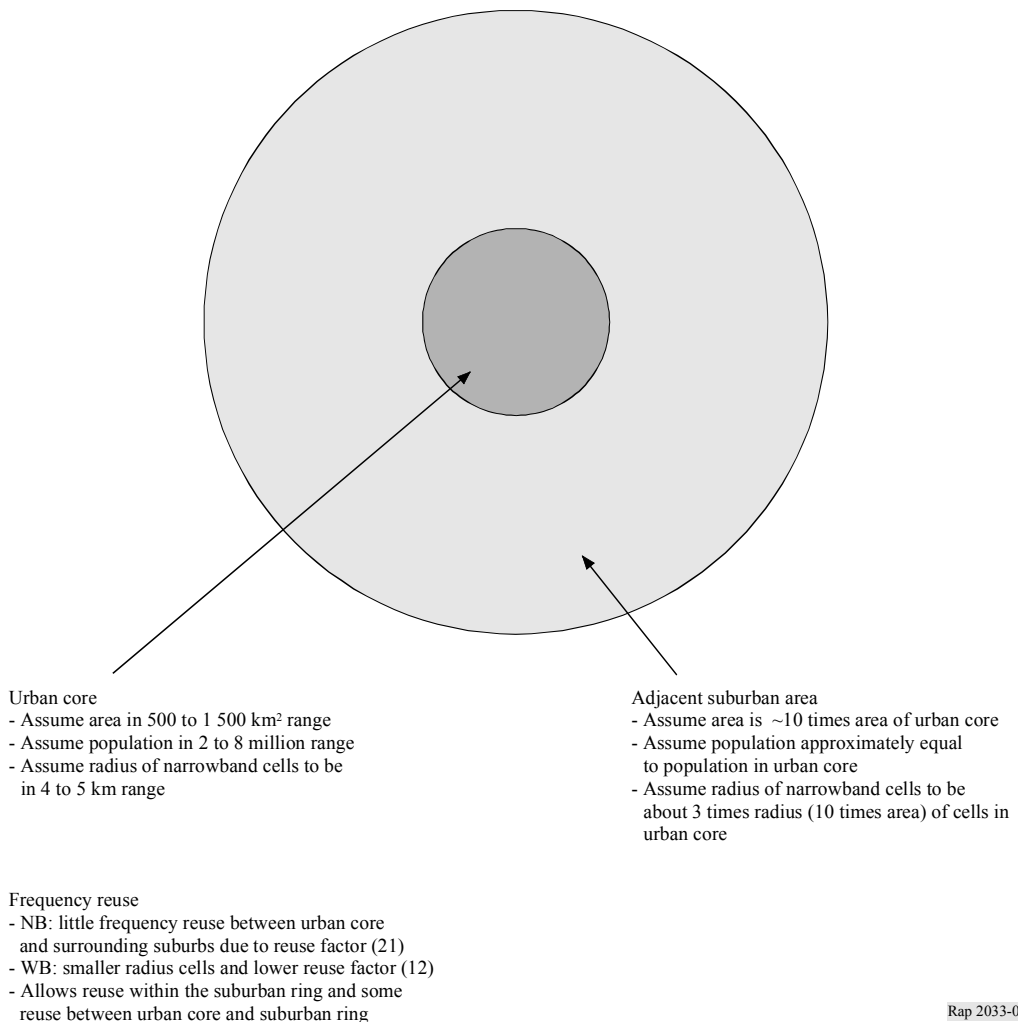 Urban core
- Assume area in 500 to 1 500 km² range
- Assume population in 2 to 8 million range
- Assume radius of narrowband cells to be
in 4 to 5 km range
Adjacent suburban area
- Assume area is ~10 times area of urban core
- Assume population approximately equal
to population in urban core
- Assume radius of narrowband cells to be
about 3 times radius (10 times area) of cells in
urban core
Frequency reuse
- NB: little frequency reuse between urban core
and surrounding suburbs due to reuse factor (21)
- WB: smaller radius cells and lower reuse factor (12)
- Allows reuse within the suburban ring and some
reuse between urban core and suburban ring
Rap 2033-0